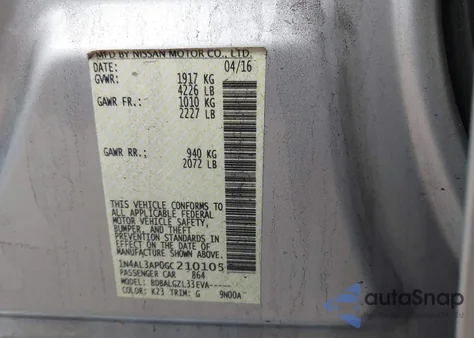 MFD BY NISSAN MOTOR CO., LTD.
DATE: 04/16
GVWR: 1917 KG
4226 LB
GAWR FR.: 1010 KG
2227 LB
GAWR RR.: 940 KG
2072 LB
THIS VEHICLE CONFORMS TO
ALL APPLICABLE FEDERAL
MOTOR VEHICLE SAFETY,
BUMPER, AND THEFT
PREVENTION STANDARDS IN
EFFECT ON THE DATE OF
MANUFACTURE SHOWN ABOVE.
1N4AL3AP0GC210105
PASSENGER CAR 864
MODEL: BDBALGZL33EVA-----
COLOR: K23 TRIM: G 9N00A
autoSnap